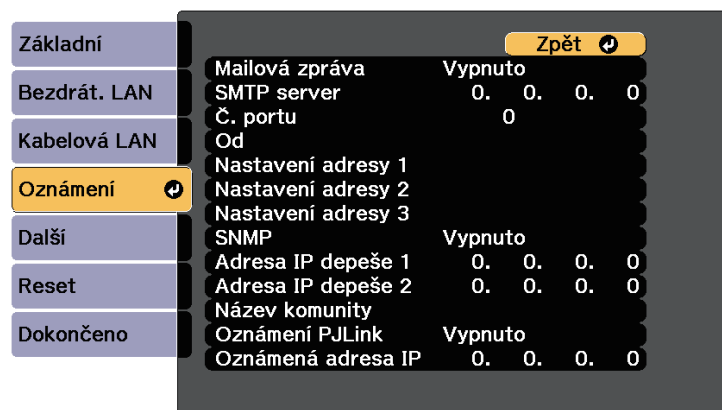 Základní
Bezdrát. LAN
Kabelová LAN
Oznámení
Další
Reset
Dokončeno
Zpět
Mailová zpráva Vypnuto
SMTP server 0. 0. 0. 0
Č. portu 0
Od
Nastavení adresy 1
Nastavení adresy 2
Nastavení adresy 3
SNMP Vypnuto
Adresa IP depeše 1 0. 0. 0. 0
Adresa IP depeše 2 0. 0. 0. 0
Název komunity
Oznámení PJLink Vypnuto
Oznámená adresa IP 0. 0. 0. 0